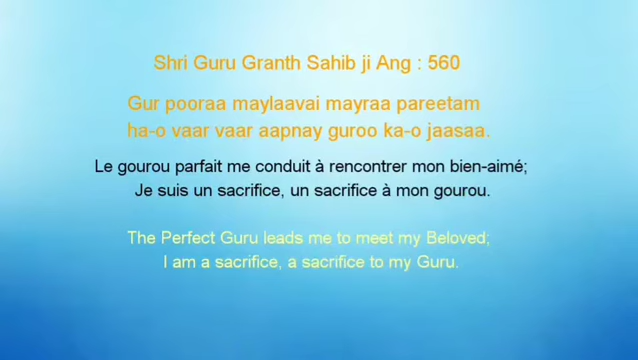 Shri Guru Granth Sahib ji Ang : 560
Gur pooraa maylaavai mayraa pareetam
ha-o vaar vaar aapnay guroo ka-o jaasaa.
Le gourou parfait me conduit à rencontrer mon bien-aimé;
Je suis un sacrifice, un sacrifice à mon gourou.
The Perfect Guru leads me to meet my Beloved;
I am a sacrifice, a sacrifice to my Guru.